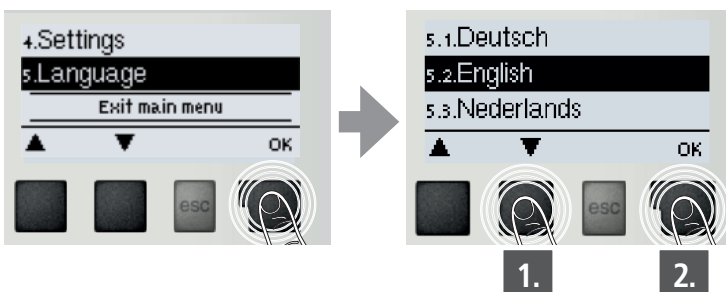 4.Settings
5.Language
Exit main menu
▲ ▼ OK
esc
5.1.Deutsch
5.2.English
5.3.Nederlands
▲ ▼ OK
esc
1. 2.